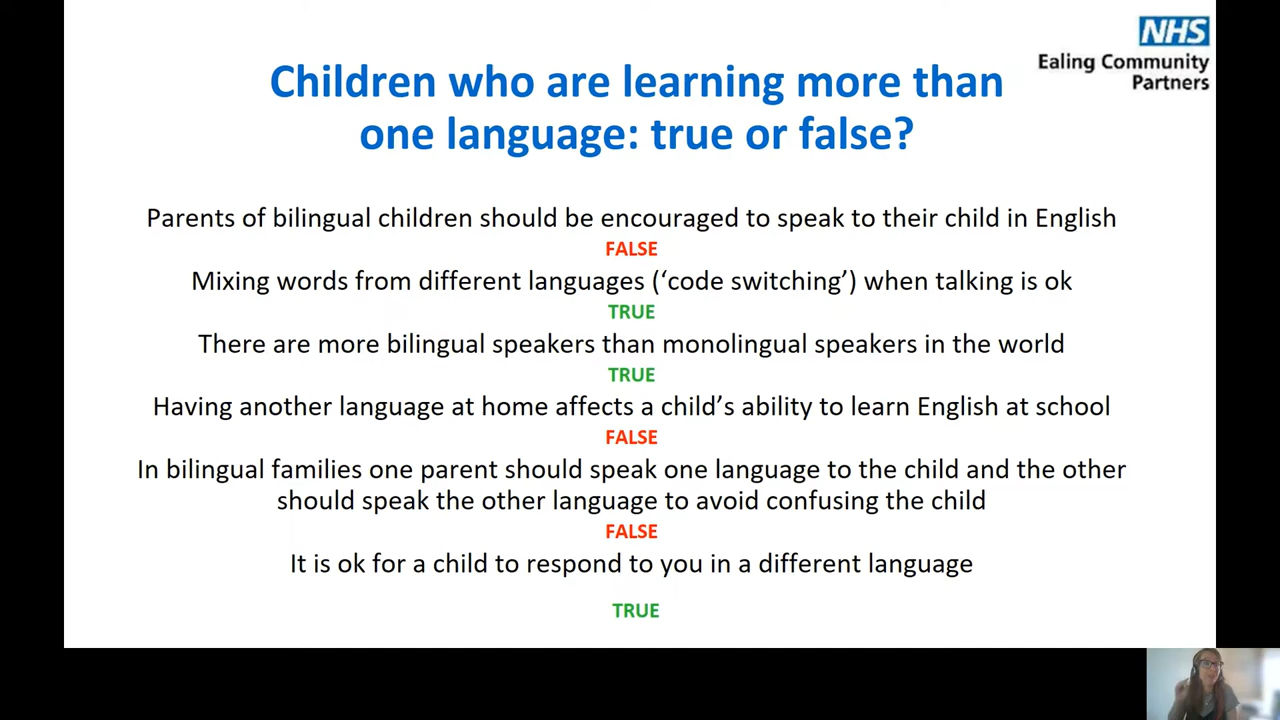 NHS
Ealing Community
Partners
Children who are learning more than
one language: true or false?
Parents of bilingual children should be encouraged to speak to their child in English
FALSE
Mixing words from different languages (‘code switching’) when talking is ok
TRUE
There are more bilingual speakers than monolingual speakers in the world
TRUE
Having another language at home affects a child’s ability to learn English at school
FALSE
In bilingual families one parent should speak one language to the child and the other
should speak the other language to avoid confusing the child
FALSE
It is ok for a child to respond to you in a different language
TRUE